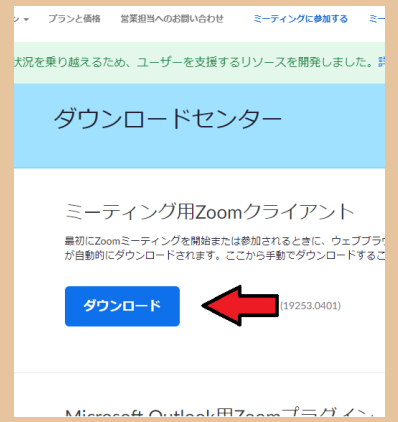 プランと価格 営業担当へのお問い合わせ ミーティングに参加する ミー
状況を乗り越えるため、ユーザーを支援するリソースを開発しました。
ダウンロードセンター
ミーティング用Zoomクライアント
最初にZoomミーティングを開始または参加されるときに、ウェブブラウ
が自動的にダウンロードされます。ここから手動でダウンロードするこ
ダウンロード
(19253.0401)
Microsoft Outlook用Zoomプラグイン